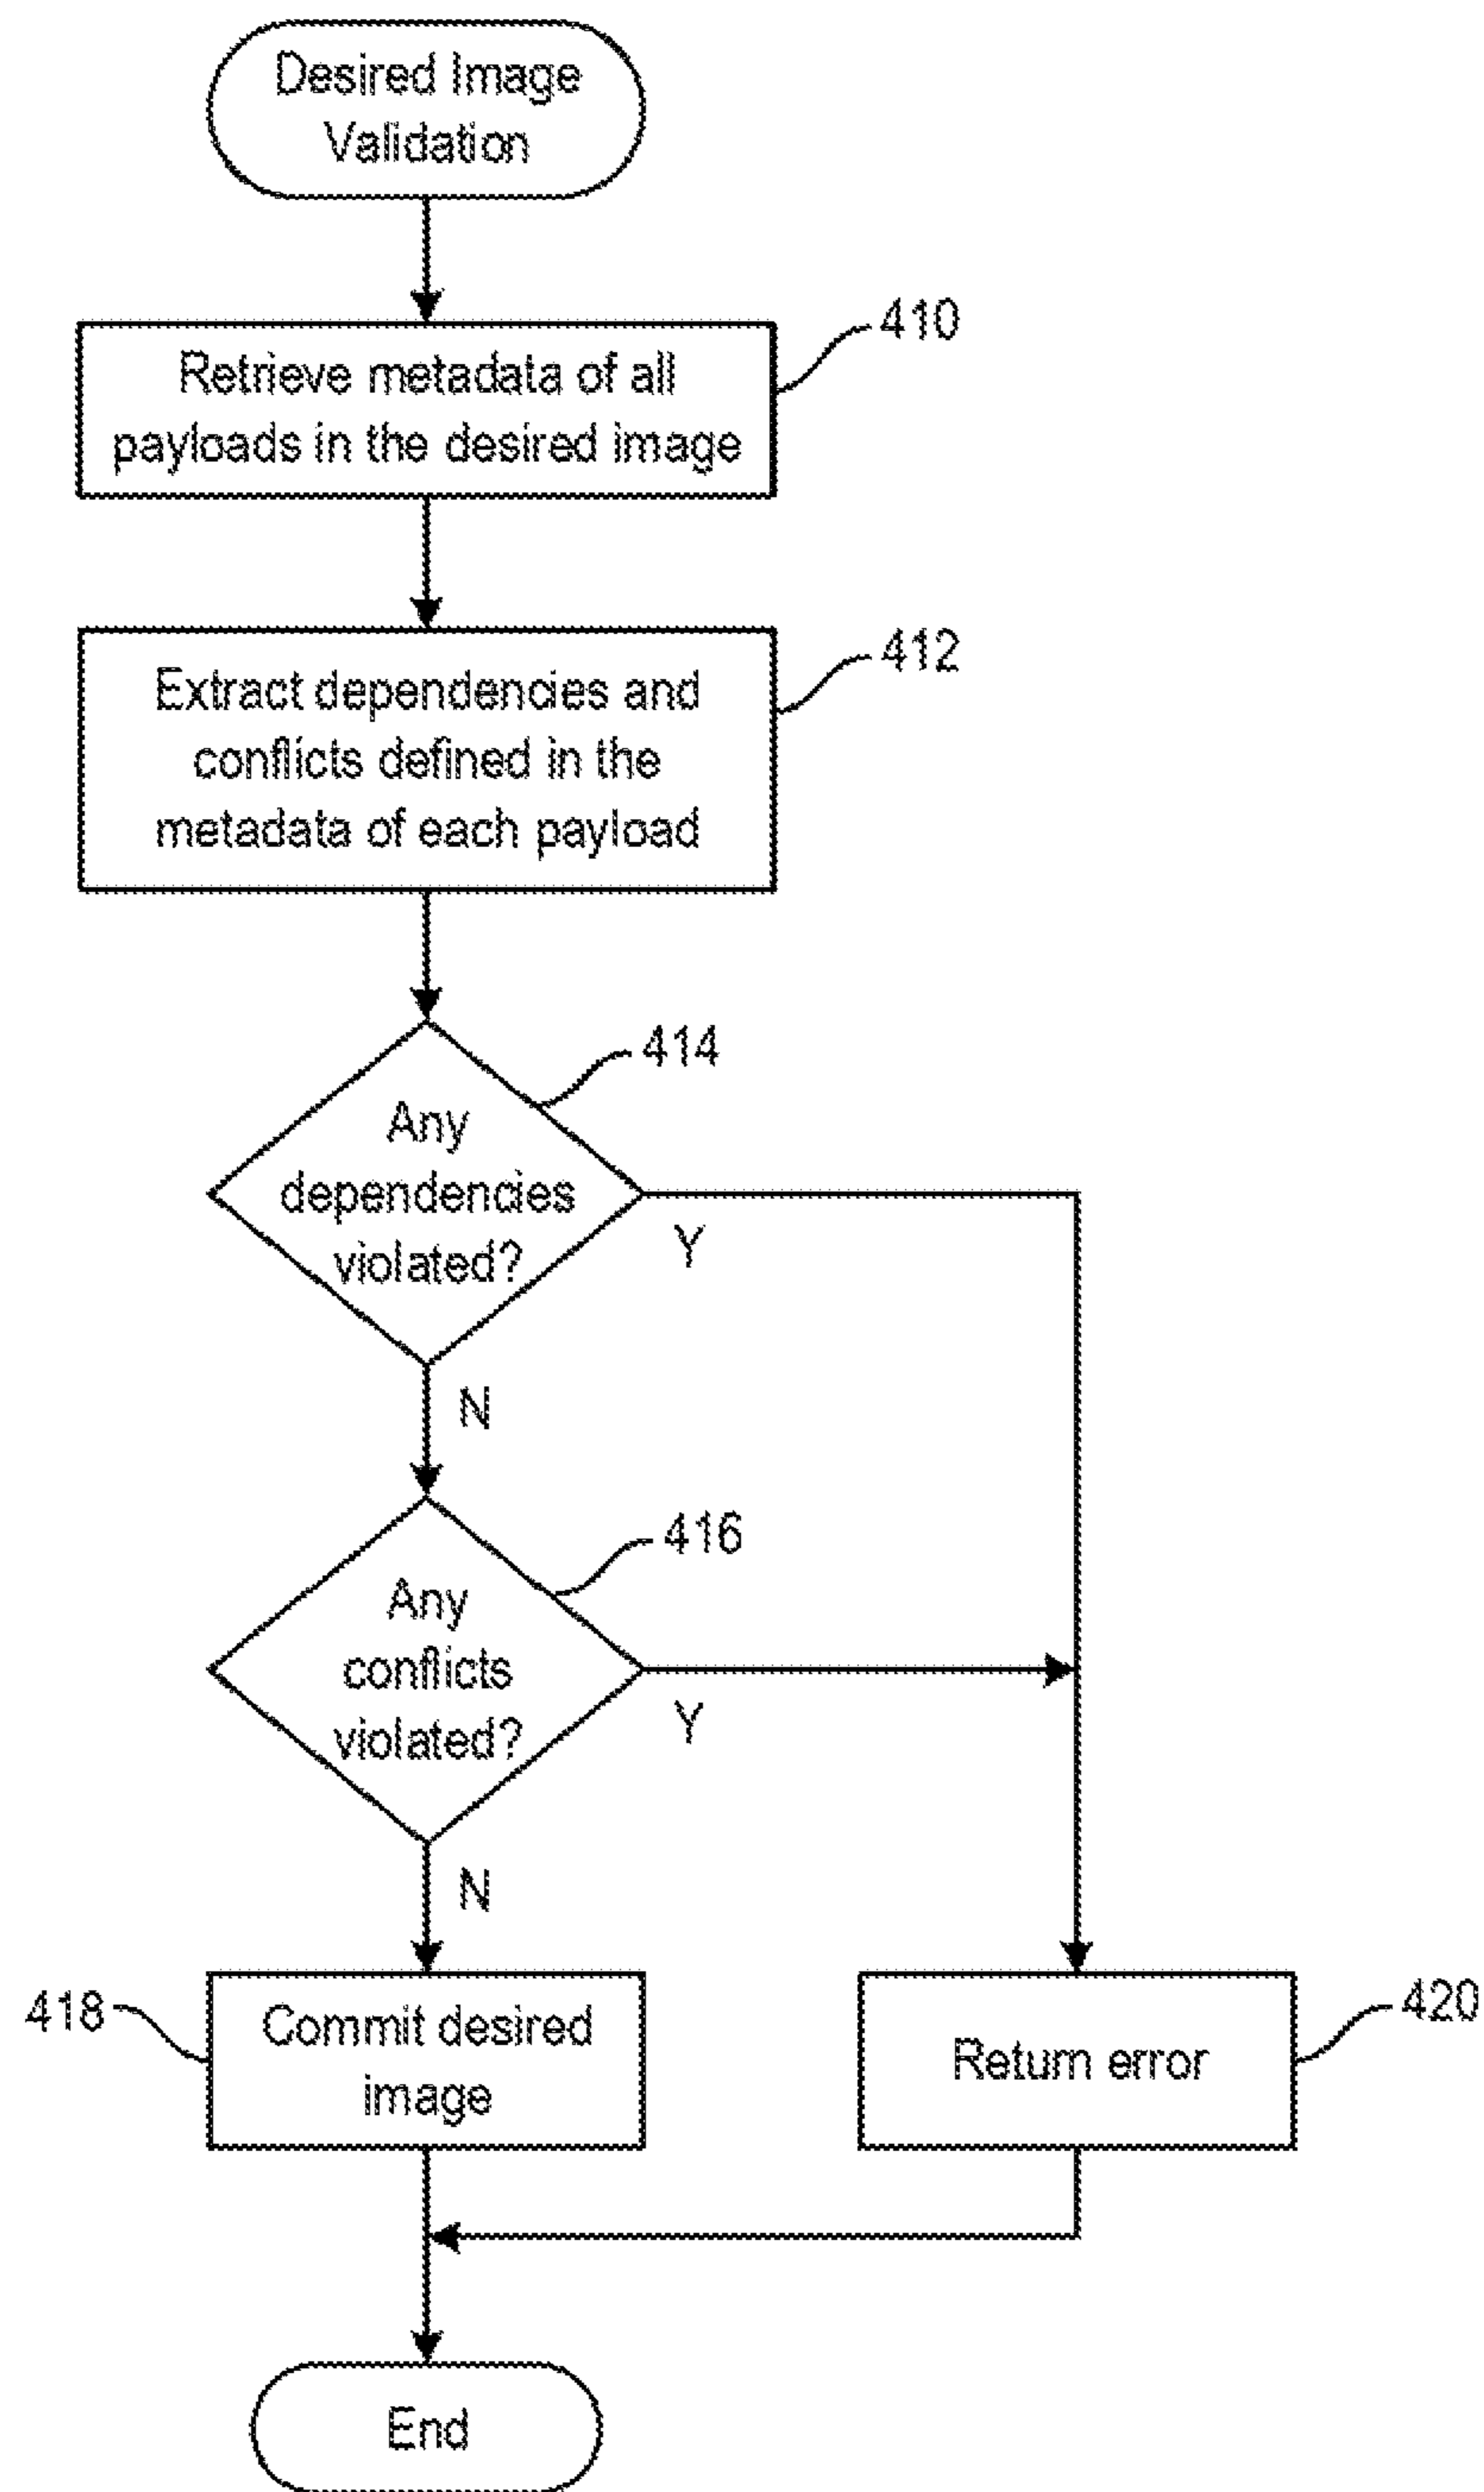 Desired Image
Validation
410
Retrieve metadata of all
payloads in the desired image
412
Extract dependencies and
conflicts defined in the
metadata of each payload
414
Any
dependencies
violated?
Y
N
416
Any
conflicts
violated?
Y
N
418
Commit desired
image
420
Return error
End